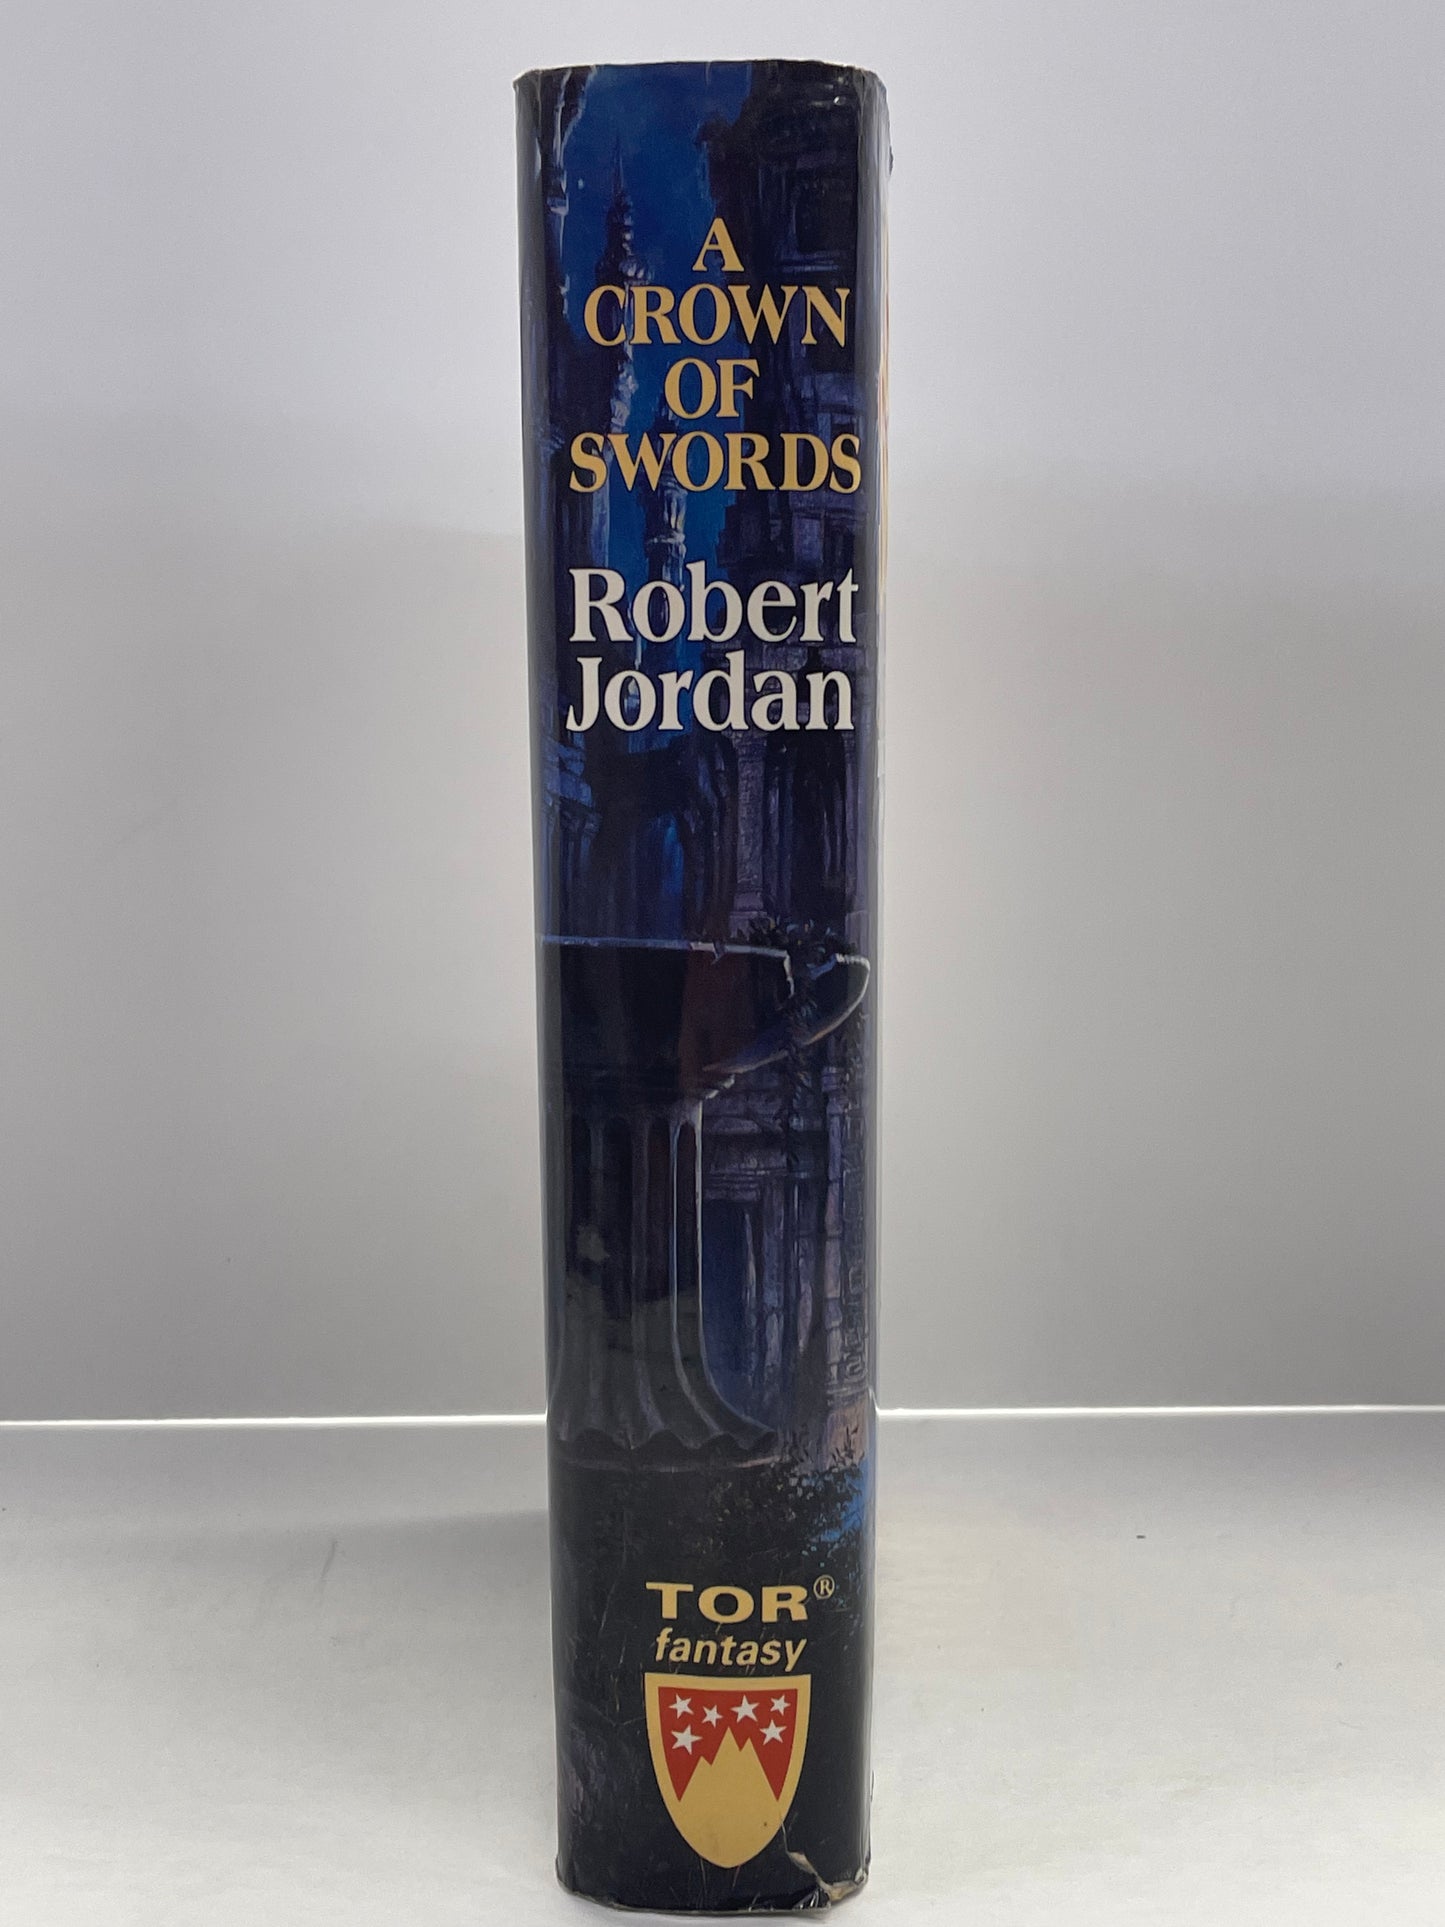 A
CROWN
OF
SWORDS
Robert
Jordan
TOR®
fantasy